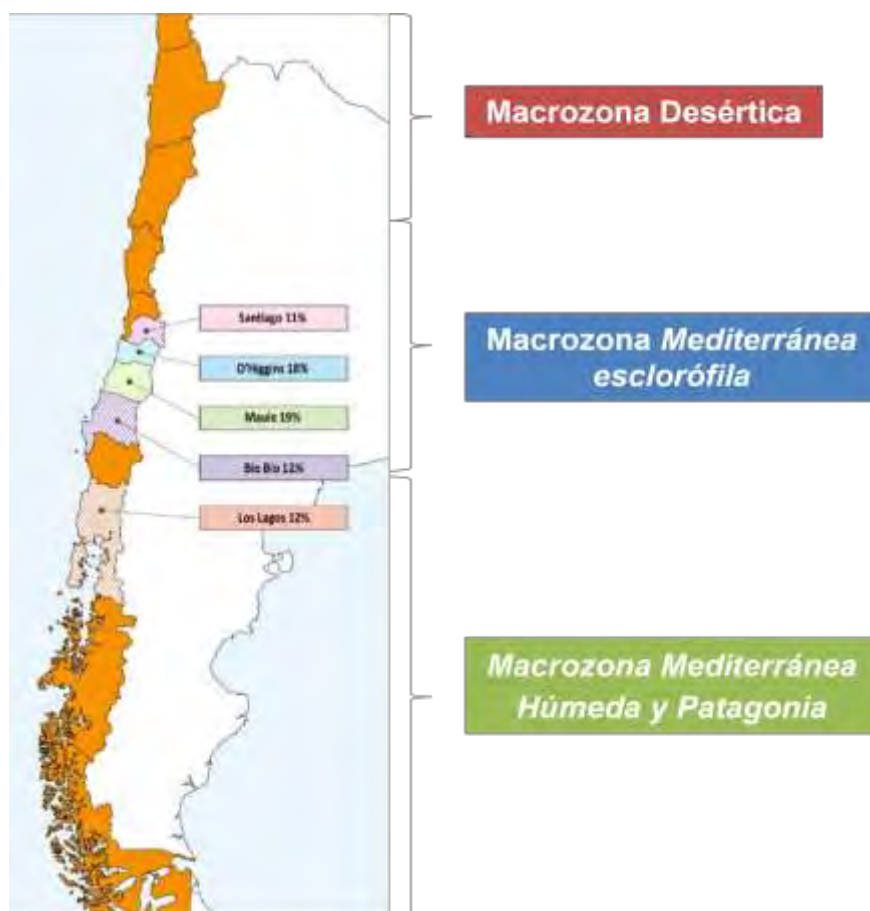 Macrozona Desértica
Santiago 11%
D'Higgins 18%
Maule 19%
Bio Bío 12%
Los Lagos 12%
Macrozona Mediterránea
esclorófila
Macrozona Mediterránea
Húmeda y Patagonia